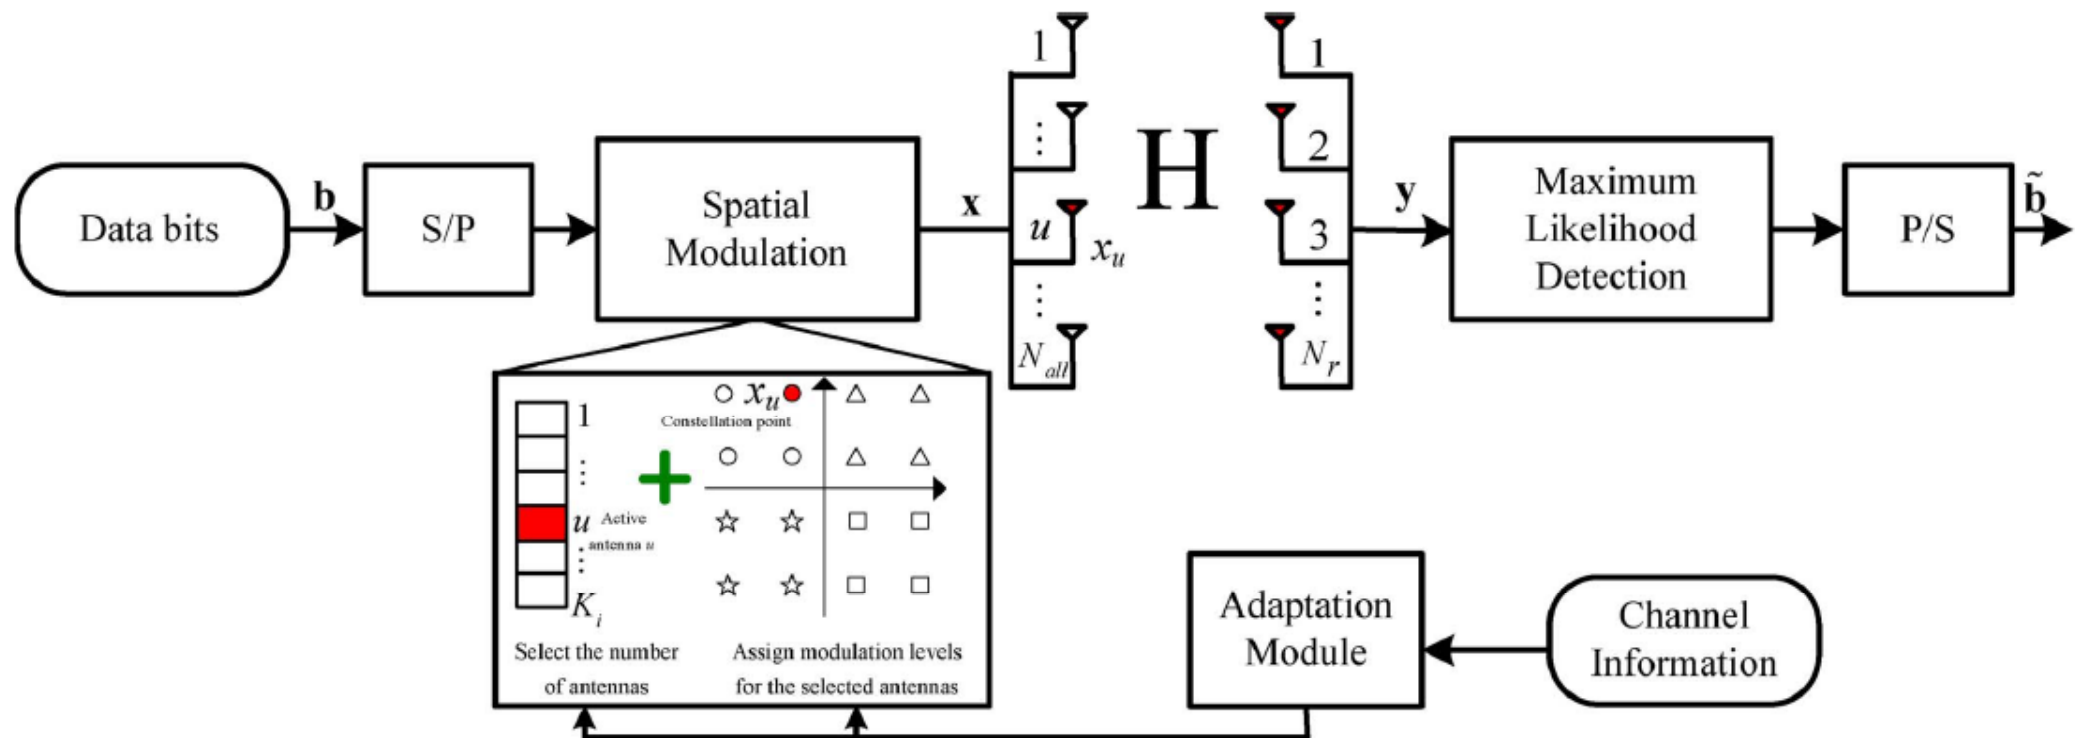 Data bits
b
S/P
Spatial
Modulation
x
1
⋮
u
x_u
⋮
N_all
H
1
2
3
⋮
N_r
y
Maximum
Likelihood
Detection
P/S
b̃
1
⋮
u Active
antenna u
⋮
K_i
x_u
Constellation point
Select the number
of antennas
Assign modulation levels
for the selected antennas
Adaptation
Module
Channel
Information